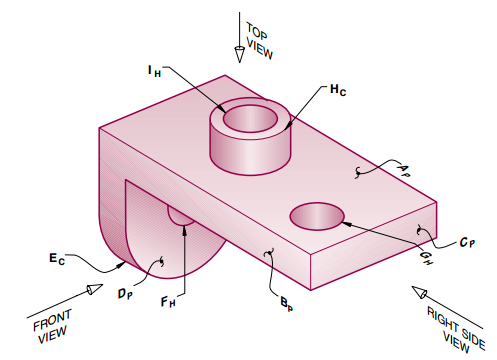 TOP
VIEW
IH
HC
AP
GH
CP
EC
DP
FH
BP
FRONT
VIEW
RIGHT SIDE
VIEW